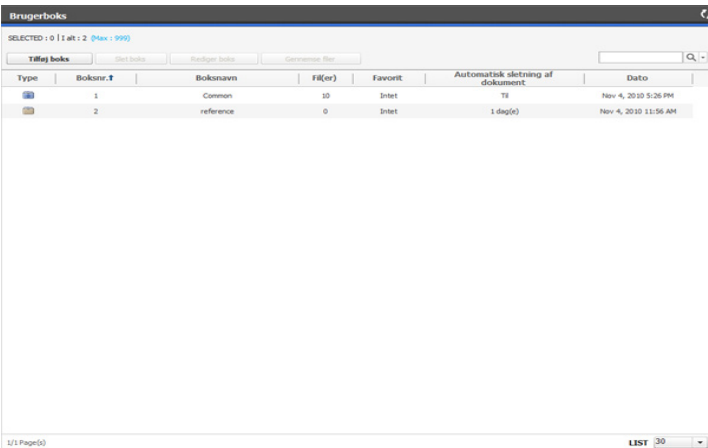 Brugerboks
SELECTED : 0 | I alt : 2 (Max : 999)
Tilføj boks Slet boks Rediger boks Gennemse filer
Type Boksnr.↑ Boksnavn Fil(er) Favorit Automatisk sletning af dokument Dato
1 Common 10 Intet Til Nov 4, 2010 5:26 PM
2 reference 0 Intet 1 dag(e) Nov 4, 2010 11:56 AM
1/1 Page(s) LIST 30